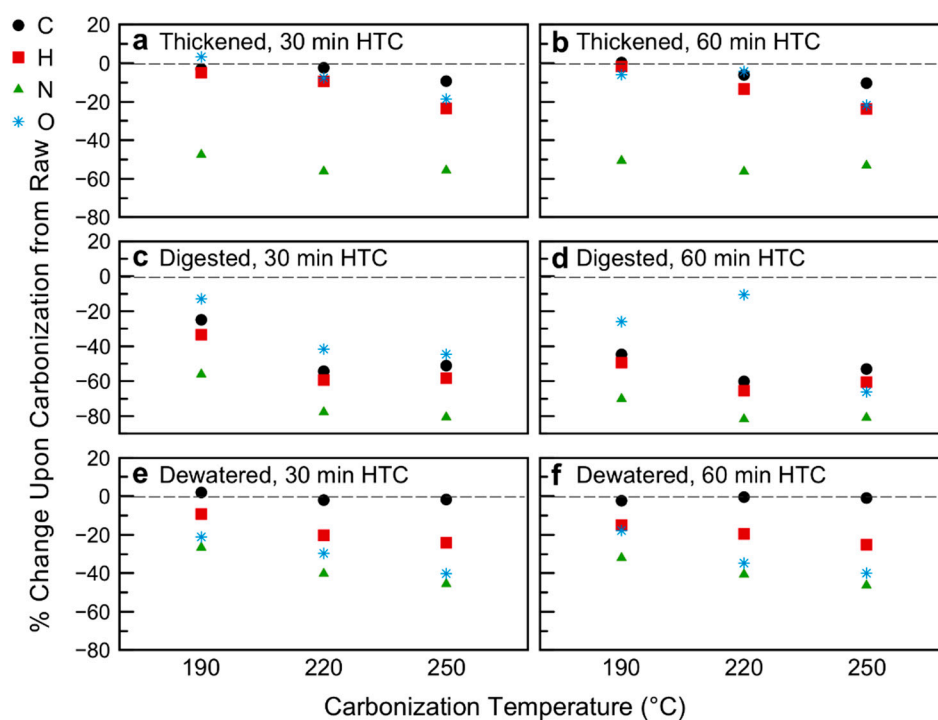 C
H
N
O
% Change Upon Carbonization from Raw
a Thickened, 30 min HTC
20
0
−20
−40
−60
−80
b Thickened, 60 min HTC
c Digested, 30 min HTC
20
0
−20
−40
−60
−80
d Digested, 60 min HTC
e Dewatered, 30 min HTC
20
0
−20
−40
−60
−80
f Dewatered, 60 min HTC
190 220 250 190 220 250
Carbonization Temperature (°C)